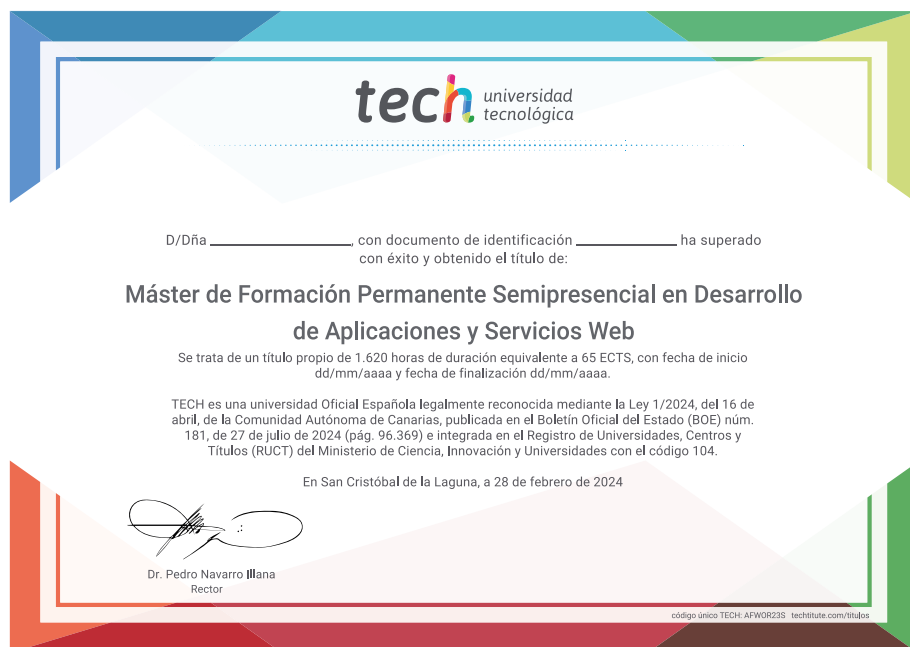 tech universidad
tecnológica
D/Dña ______________, con documento de identificación __________ ha superado
con éxito y obtenido el título de:
Máster de Formación Permanente Semipresencial en Desarrollo
de Aplicaciones y Servicios Web
Se trata de un título propio de 1.620 horas de duración equivalente a 65 ECTS, con fecha de inicio
dd/mm/aaaa y fecha de finalización dd/mm/aaaa.
TECH es una universidad Oficial Española legalmente reconocida mediante la Ley 1/2024, del 16 de
abril, de la Comunidad Autónoma de Canarias, publicada en el Boletín Oficial del Estado (BOE) núm.
181, de 27 de julio de 2024 (pág. 96.369) e integrada en el Registro de Universidades, Centros y
Títulos (RUCT) del Ministerio de Ciencia, Innovación y Universidades con el código 104.
En San Cristóbal de la Laguna, a 28 de febrero de 2024
Dr. Pedro Navarro Illana
Rector
código único TECH: AFWOR23S techtitute.com/titulos